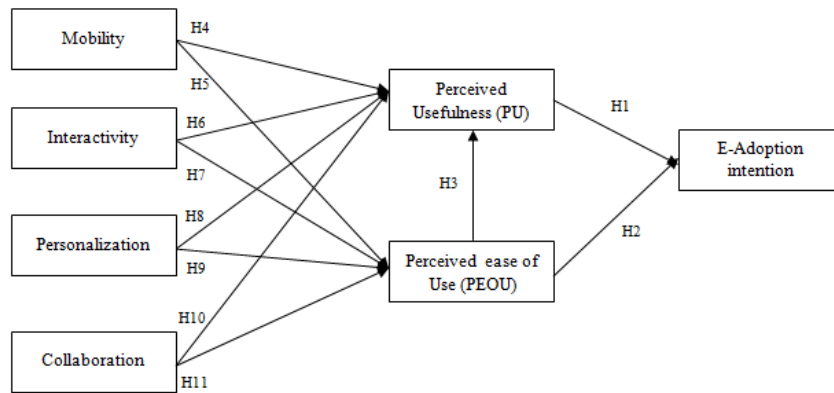 Mobility
H4
H5
Interactivity
H6
H7
Personalization
H8
H9
Collaboration
H10
H11
Perceived
Usefulness (PU)
H3
Perceived ease of
Use (PEOU)
H1
H2
E-Adoption
intention